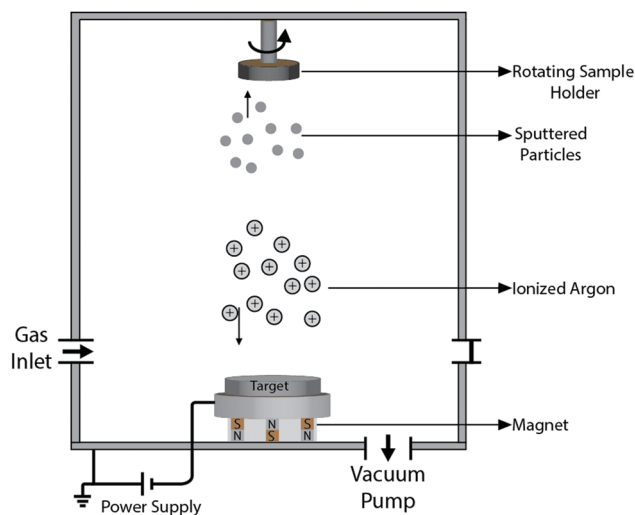 Rotating Sample
Holder
Sputtered
Particles
+ + + + + + + + + + + +
Ionized Argon
Gas
Inlet
Target
S N S
N S N
Magnet
Vacuum
Pump
Power Supply